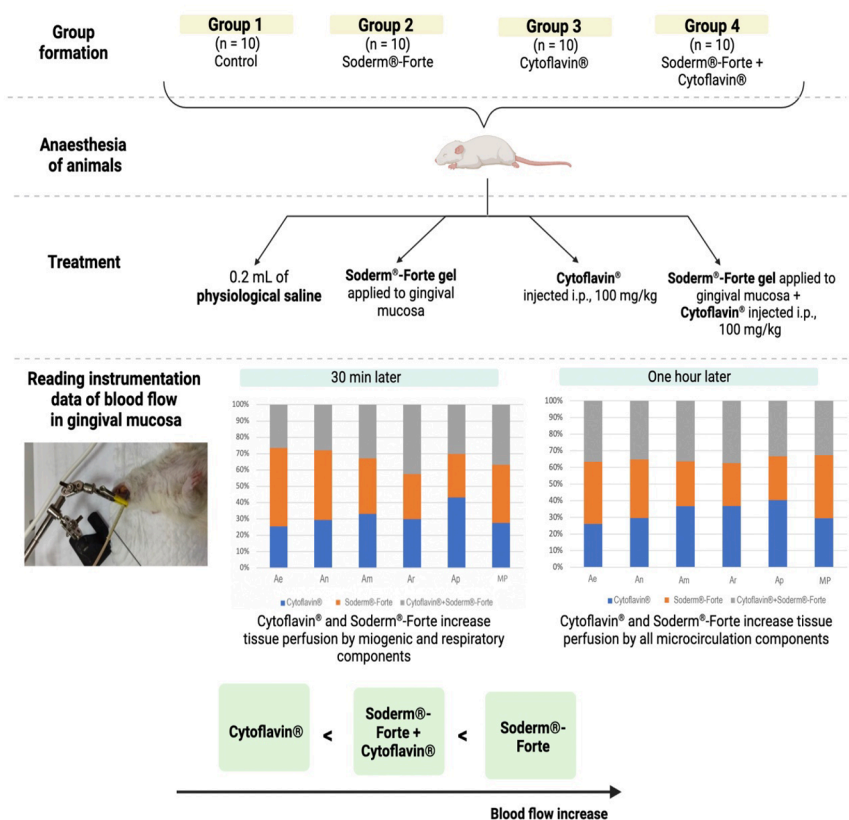 Group
formation
Group 1
(n = 10)
Control
Group 2
(n = 10)
Soderm®-Forte
Group 3
(n = 10)
Cytoflavin®
Group 4
(n = 10)
Soderm®-Forte +
Cytoflavin®
Anaesthesia
of animals
Treatment
0.2 mL of
physiological saline
Soderm®-Forte gel
applied to gingival
mucosa
Cytoflavin®
injected i.p., 100 mg/kg
Soderm®-Forte gel applied to
gingival mucosa +
Cytoflavin® injected i.p.,
100 mg/kg
Reading instrumentation
data of blood flow
in gingival mucosa
30 min later
100%
90%
80%
70%
60%
50%
40%
30%
20%
10%
0%
Ae An Am Ar Ap MP
Cytoflavin® Soderm®-Forte Cytoflavin®+Soderm®-Forte
Cytoflavin® and Soderm®-Forte increase
tissue perfusion by miogenic and respiratory
components
One hour later
100%
90%
80%
70%
60%
50%
40%
30%
20%
10%
0%
Ae An Am Ar Ap MP
Cytoflavin® Soderm®-Forte Cytoflavin®+Soderm®-Forte
Cytoflavin® and Soderm®-Forte increase tissue
perfusion by all microcirculation components
Cytoflavin®
<
Soderm®-
Forte +
Cytoflavin®
<
Soderm®-
Forte
Blood flow increase